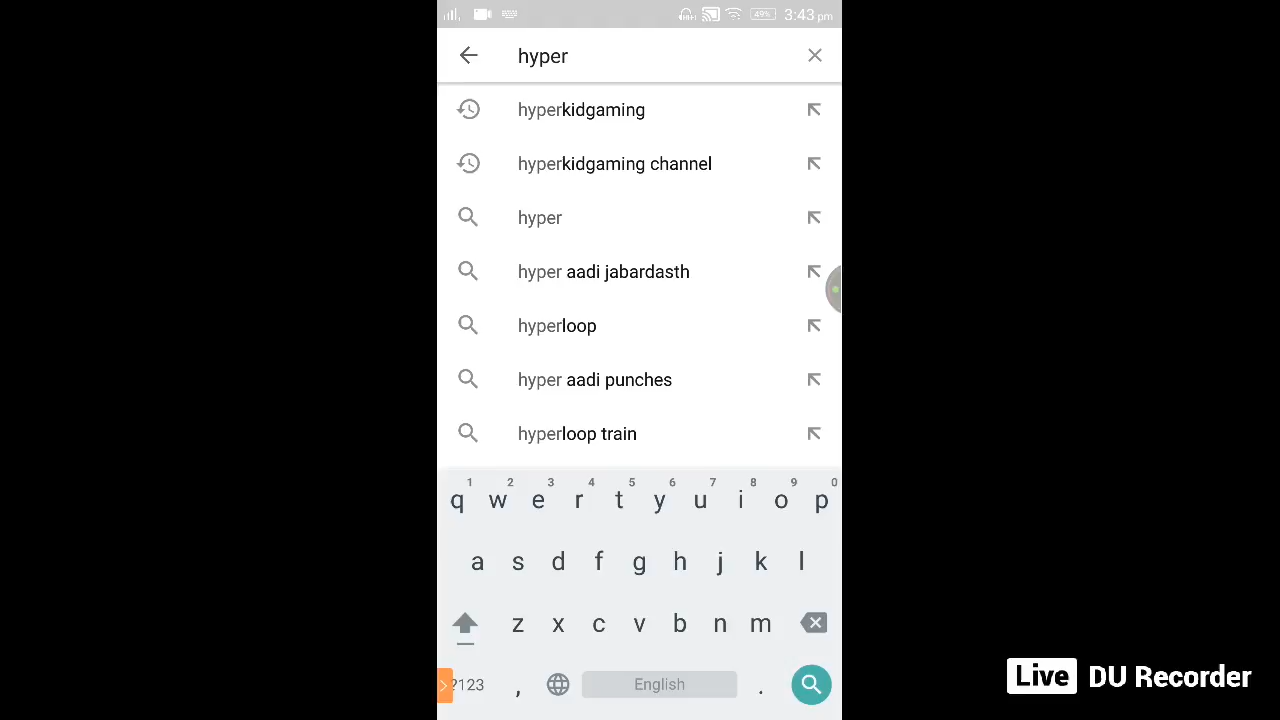 49% 3:43 pm
hyper
hyperkidgaming
hyperkidgaming channel
hyper
hyper aadi jabardasth
hyperloop
hyper aadi punches
hyperloop train
1 2 3 4 5 6 7 8 9 0
q w e r t y u i o p
a s d f g h j k l
z x c v b n m
?123 , English .
Live DU Recorder